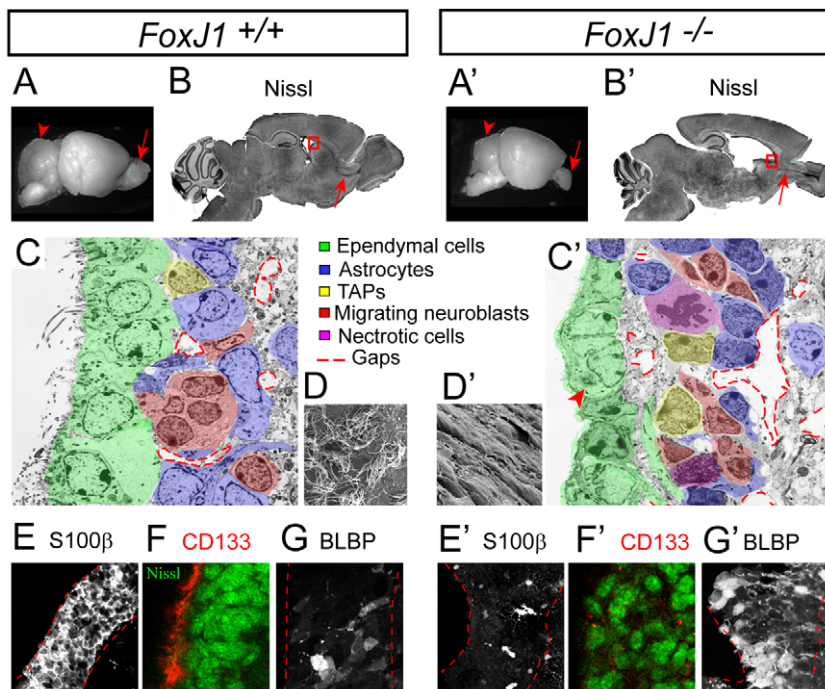 FoxJ1 +/+
FoxJ1 -/-
A
B
Nissl
A'
B'
Nissl
C
Ependymal cells
Astrocytes
TAPs
Migrating neuroblasts
Nectrotic cells
Gaps
C'
D
D'
E S100β
F CD133
G BLBP
E' S100β
F' CD133
G' BLBP
Nissl